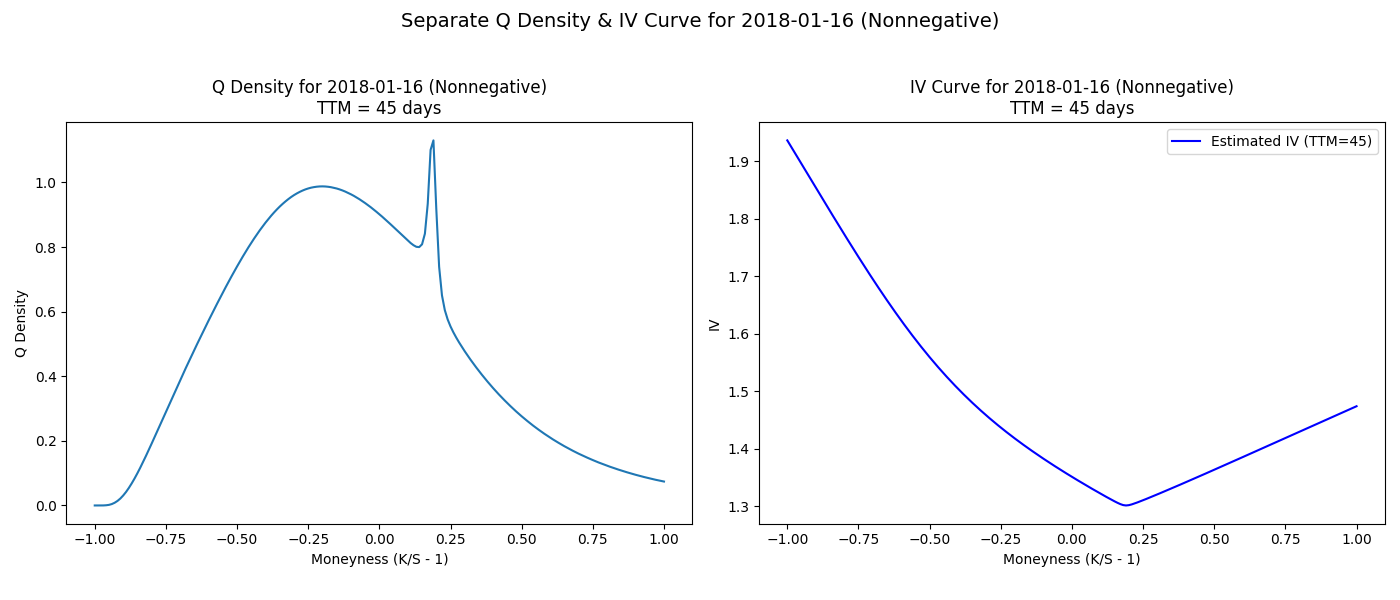 Separate Q Density & IV Curve for 2018-01-16 (Nonnegative)
Q Density for 2018-01-16 (Nonnegative)
TTM = 45 days
1.0
0.8
0.6
0.4
0.2
0.0
Q Density
−1.00 −0.75 −0.50 −0.25 0.00 0.25 0.50 0.75 1.00
Moneyness (K/S - 1)
IV Curve for 2018-01-16 (Nonnegative)
TTM = 45 days
Estimated IV (TTM=45)
1.9
1.8
1.7
1.6
1.5
1.4
1.3
IV
−1.00 −0.75 −0.50 −0.25 0.00 0.25 0.50 0.75 1.00
Moneyness (K/S - 1)